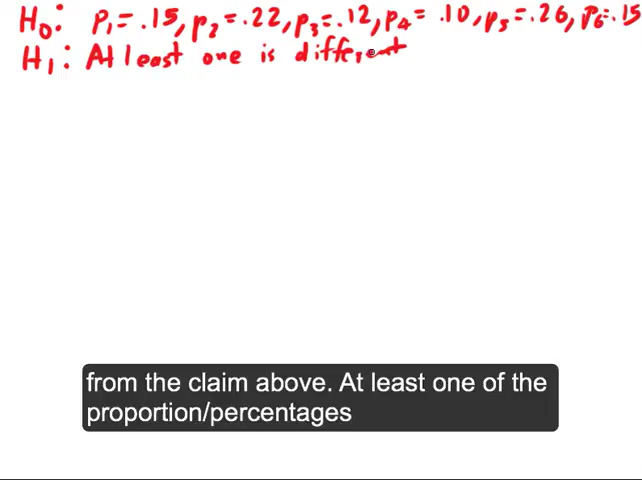 H₀: p₁ = .15, p₂ = .22, p₃ = .12, p₄ = .10, p₅ = .26, p₆ = .15
H₁: At least one is different
from the claim above. At least one of the
proportion/percentages